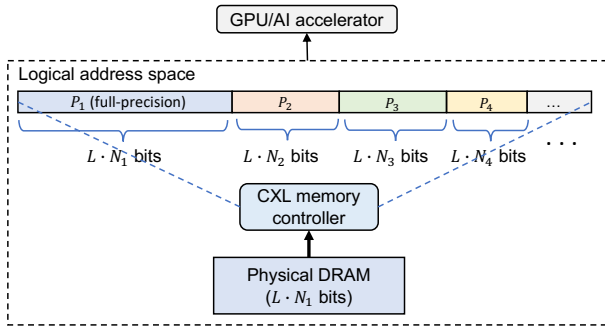 GPU/AI accelerator
Logical address space
P₁ (full-precision) P₂ P₃ P₄ ...
L · N₁ bits L · N₂ bits L · N₃ bits L · N₄ bits . . .
CXL memory
controller
Physical DRAM
(L · N₁ bits)